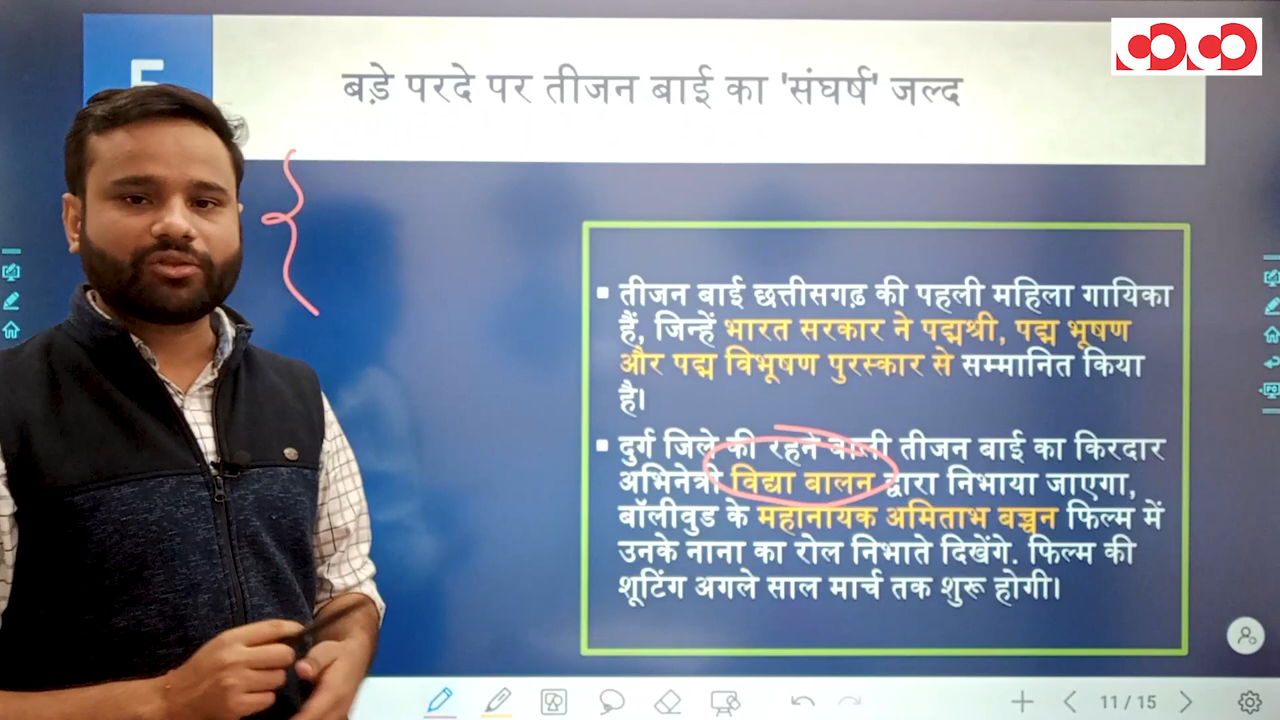 5
बड़े परदे पर तीजन बाई का 'संघर्ष' जल्द
▪ तीजन बाई छत्तीसगढ़ की पहली महिला गायिका
हैं, जिन्हें भारत सरकार ने पद्मश्री, पद्म भूषण
और पद्म विभूषण पुरस्कार से सम्मानित किया
है।
▪ दुर्ग जिले की रहने वाली तीजन बाई का किरदार
अभिनेत्री विद्या बालन द्वारा निभाया जाएगा,
बॉलीवुड के महानायक अमिताभ बच्चन फिल्म में
उनके नाना का रोल निभाते दिखेंगे. फिल्म की
शूटिंग अगले साल मार्च तक शुरू होगी।
11 / 15